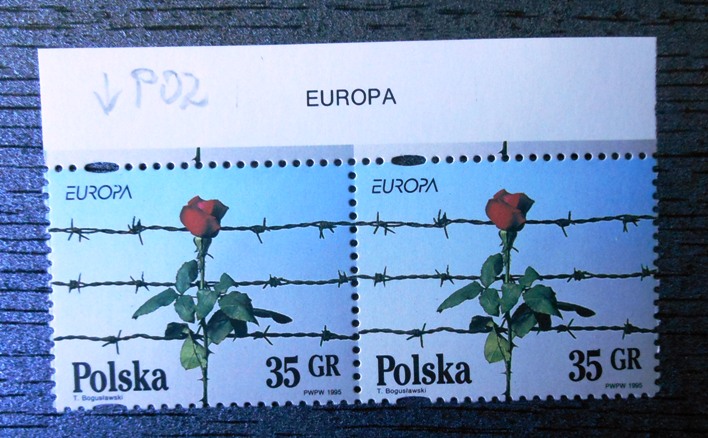 ↓ P02
EUROPA
EUROPA
EUROPA
Polska
35 GR
T. Bogusławski
PWPW 1995
Polska
35 GR
T. Bogusławski
PWPW 1995